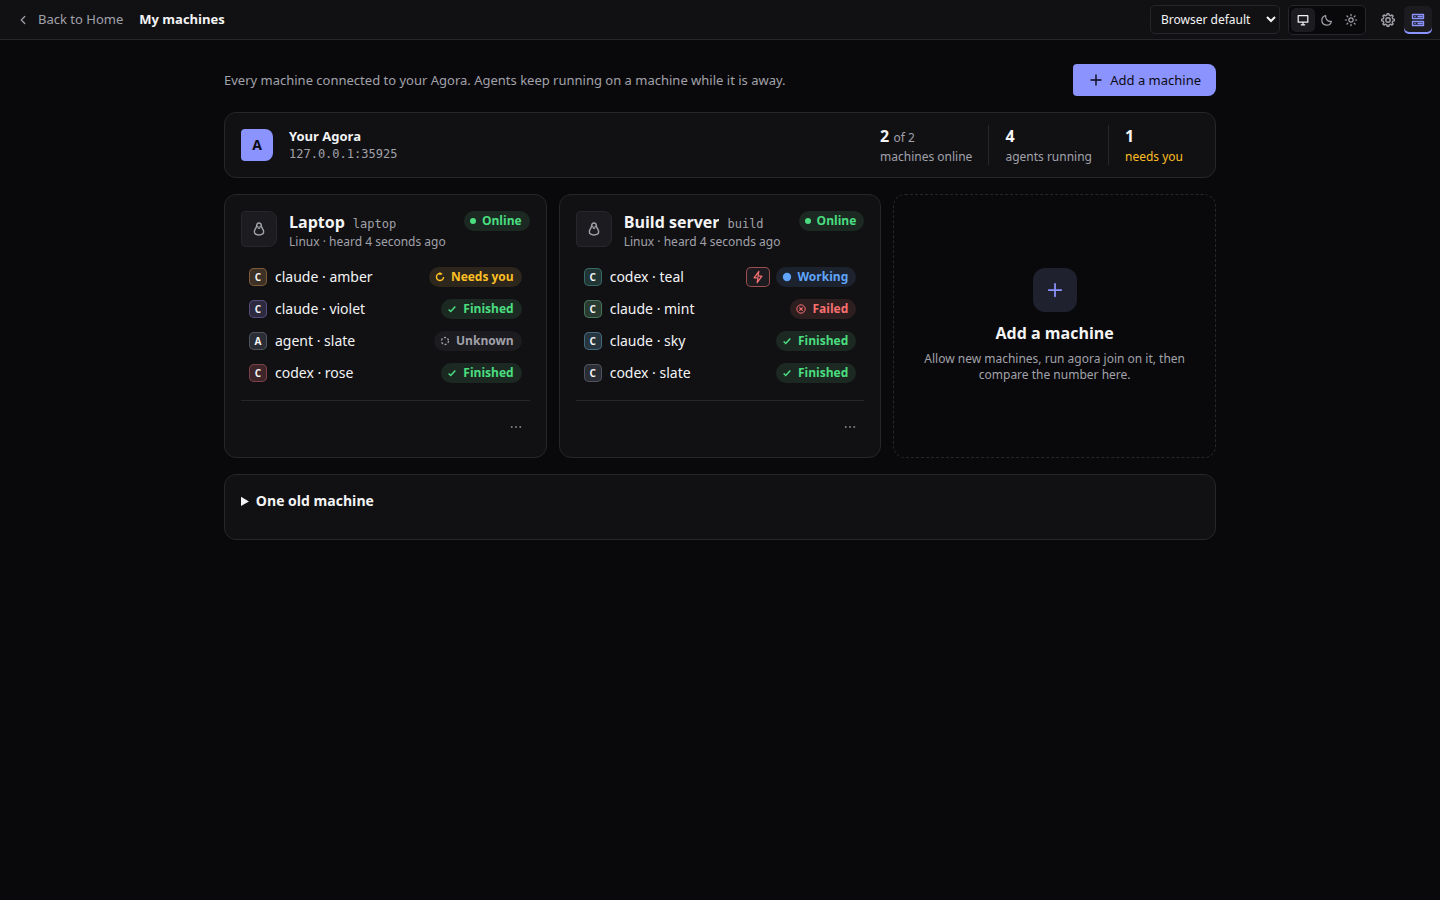 Back to Home My machines Browser default
Every machine connected to your Agora. Agents keep running on a machine while it is away.
Add a machine
A
Your Agora
127.0.0.1:35925
2 of 2
machines online
4
agents running
1
needs you
Laptop laptop
Online
Linux · heard 4 seconds ago
C claude · amber Needs you
C claude · violet Finished
A agent · slate Unknown
C codex · rose Finished
...
Build server build
Online
Linux · heard 4 seconds ago
C codex · teal Working
C claude · mint Failed
C claude · sky Finished
C codex · slate Finished
...
Add a machine
Allow new machines, run agora join on it, then
compare the number here.
One old machine